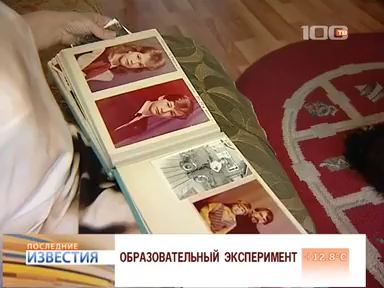 100 ТВ
ПОСЛЕДНИЕ
ИЗВЕСТИЯ
ОБРАЗОВАТЕЛЬНЫЙ ЭКСПЕРИМЕНТ
-12,8°C